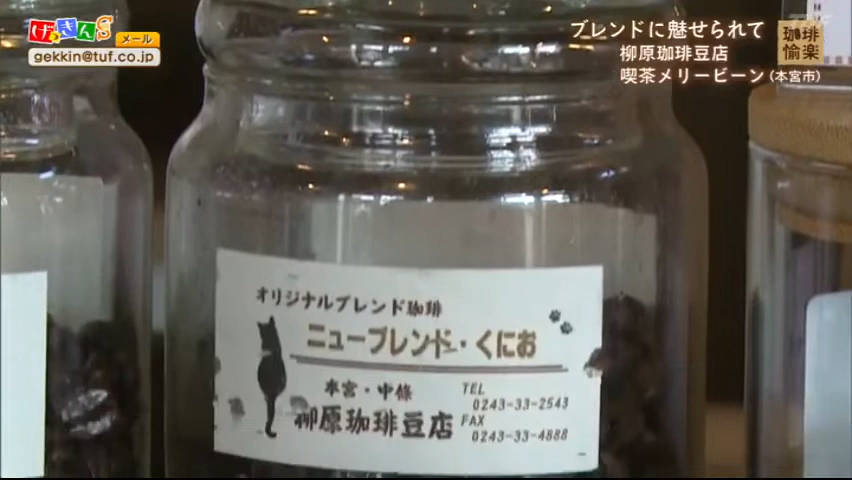 げっきんS
メール
gekkin@tuf.co.jp
ブレンドに魅せられて
柳原珈琲豆店
喫茶メリービーン(本宮市)
珈琲
愉楽
オリジナルブレンド珈琲
ニューブレンド・くにお
本宮・中條
柳原珈琲豆店
TEL
0243-33-2543
FAX
0243-33-4888